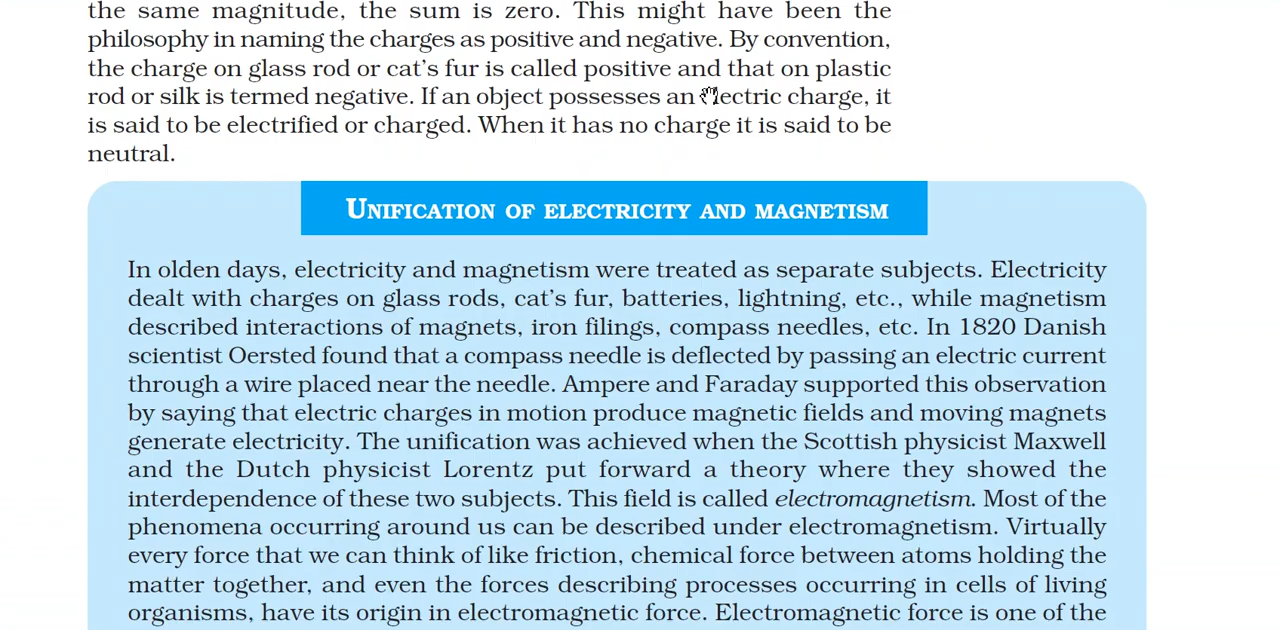 the same magnitude, the sum is zero. This might have been the
philosophy in naming the charges as positive and negative. By convention,
the charge on glass rod or cat's fur is called positive and that on plastic
rod or silk is termed negative. If an object possesses an electric charge, it
is said to be electrified or charged. When it has no charge it is said to be
neutral.
UNIFICATION OF ELECTRICITY AND MAGNETISM
In olden days, electricity and magnetism were treated as separate subjects. Electricity
dealt with charges on glass rods, cat's fur, batteries, lightning, etc., while magnetism
described interactions of magnets, iron filings, compass needles, etc. In 1820 Danish
scientist Oersted found that a compass needle is deflected by passing an electric current
through a wire placed near the needle. Ampere and Faraday supported this observation
by saying that electric charges in motion produce magnetic fields and moving magnets
generate electricity. The unification was achieved when the Scottish physicist Maxwell
and the Dutch physicist Lorentz put forward a theory where they showed the
interdependence of these two subjects. This field is called electromagnetism. Most of the
phenomena occurring around us can be described under electromagnetism. Virtually
every force that we can think of like friction, chemical force between atoms holding the
matter together, and even the forces describing processes occurring in cells of living
organisms, have its origin in electromagnetic force. Electromagnetic force is one of the